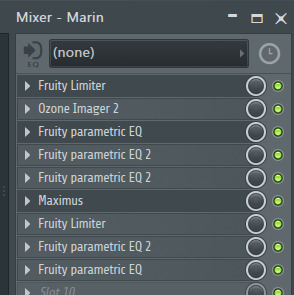 Mixer - Marin
(none)
EQ
Fruity Limiter
Ozone Imager 2
Fruity parametric EQ
Fruity parametric EQ 2
Fruity parametric EQ 2
Maximus
Fruity Limiter
Fruity parametric EQ 2
Fruity parametric EQ
Slot 10